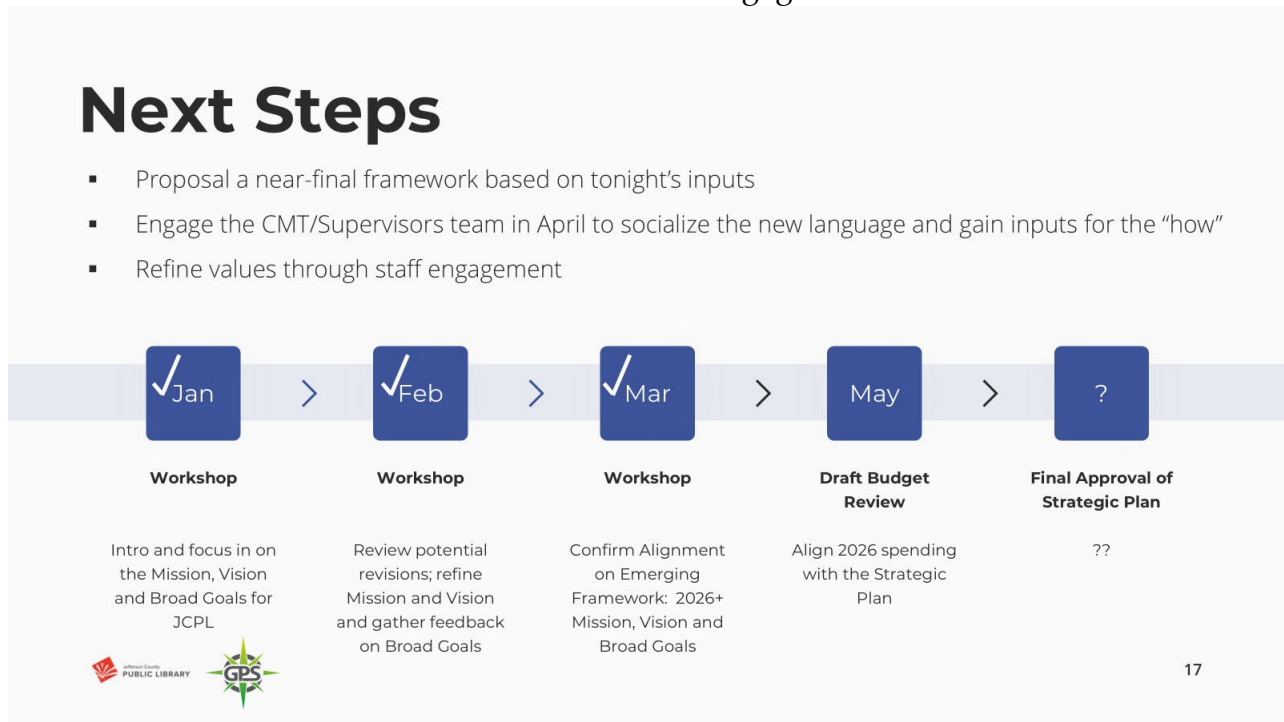 Next Steps
▪ Proposal a near-final framework based on tonight's inputs
▪ Engage the CMT/Supervisors team in April to socialize the new language and gain inputs for the “how”
▪ Refine values through staff engagement
Jan
Feb
Mar
May
?
Workshop
Workshop
Workshop
Draft Budget
Review
Final Approval of
Strategic Plan
Intro and focus in on
the Mission, Vision
and Broad Goals for
JCPL
Review potential
revisions; refine
Mission and Vision
and gather feedback
on Broad Goals
Confirm Alignment
on Emerging
Framework: 2026+
Mission, Vision and
Broad Goals
Align 2026 spending
with the Strategic
Plan
??
Jefferson County
PUBLIC LIBRARY
GPS
17